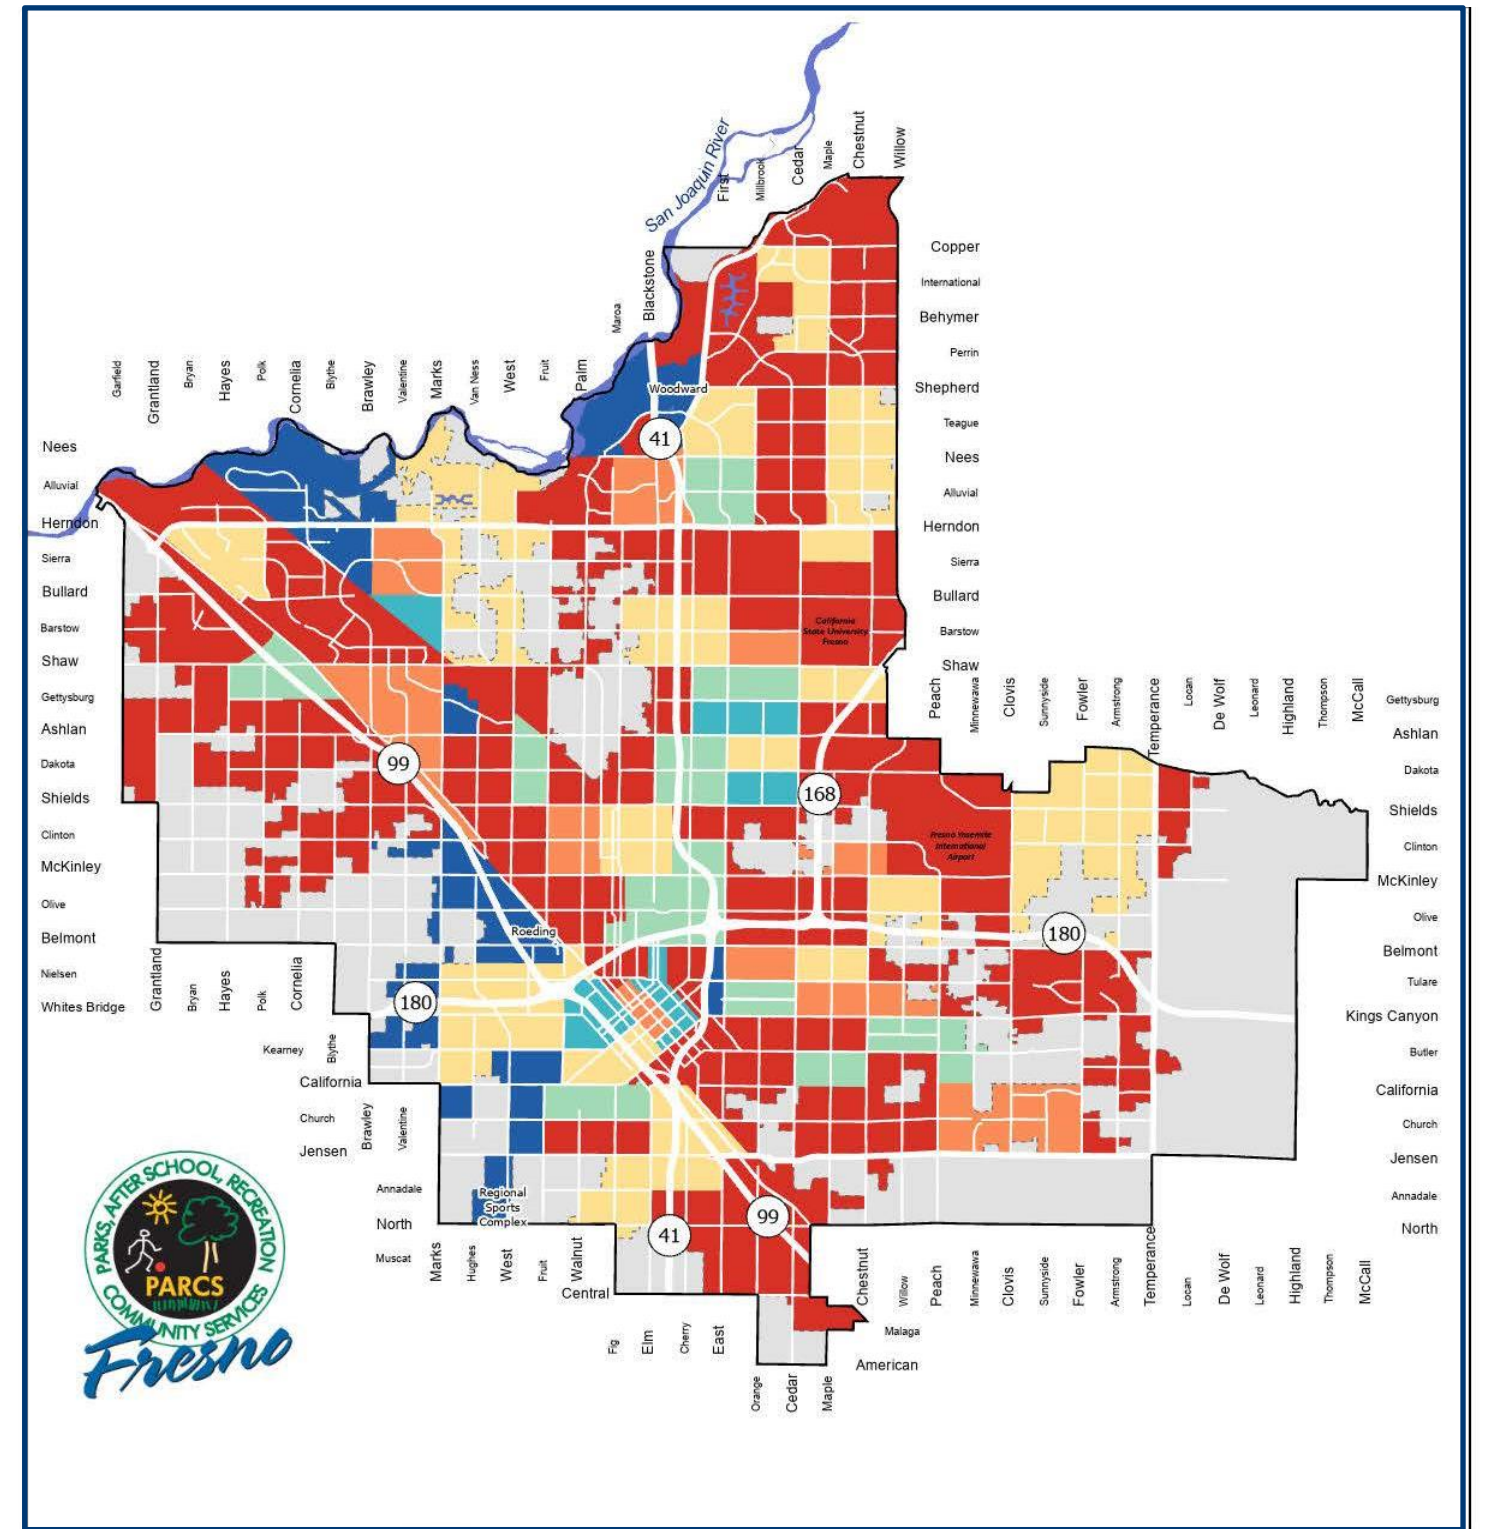 San Joaquin River
First
Millbrook
Cedar
Maple
Chestnut
Willow
Maroa
Blackstone
Copper
International
Behymer
Perrin
Shepherd
Teague
Nees
Alluvial
Herndon
Sierra
Bullard
Barstow
Shaw
Garfield
Grantland
Bryan
Hayes
Polk
Cornelia
Blythe
Brawley
Valentine
Marks
Van Ness
West
Fruit
Palm
Woodward
41
Nees
Alluvial
Herndon
Sierra
Bullard
Barstow
Shaw
Gettysburg
Ashlan
Dakota
Shields
Clinton
McKinley
Olive
Belmont
Nielsen
Whites Bridge
California
State University
Fresno
Peach
Minnewawa
Clovis
Sunnyside
Fowler
Armstrong
Temperance
Locan
De Wolf
Leonard
Highland
Thompson
McCall
Gettysburg
Ashlan
Dakota
Shields
Clinton
McKinley
Olive
Belmont
Tulare
Kings Canyon
Butler
California
Church
Jensen
Annadale
North
99
168
Fresno Yosemite
International
Airport
Roeding
180
180
Grantland
Bryan
Hayes
Polk
Cornelia
Kearney
Blythe
California
Church
Brawley
Valentine
Jensen
Annadale
North
Muscat
Regional
Sports
Complex
41
99
Marks
Hughes
West
Fruit
Walnut
Central
Fig
Elm
Cherry
East
Orange
Cedar
Maple
American
Malaga
Chestnut
Willow
Peach
Minnewawa
Clovis
Sunnyside
Fowler
Armstrong
Temperance
Locan
De Wolf
Leonard
Highland
Thompson
McCall
PARKS, AFTER SCHOOL, RECREATION
PARCS
COMMUNITY SERVICES
Fresno